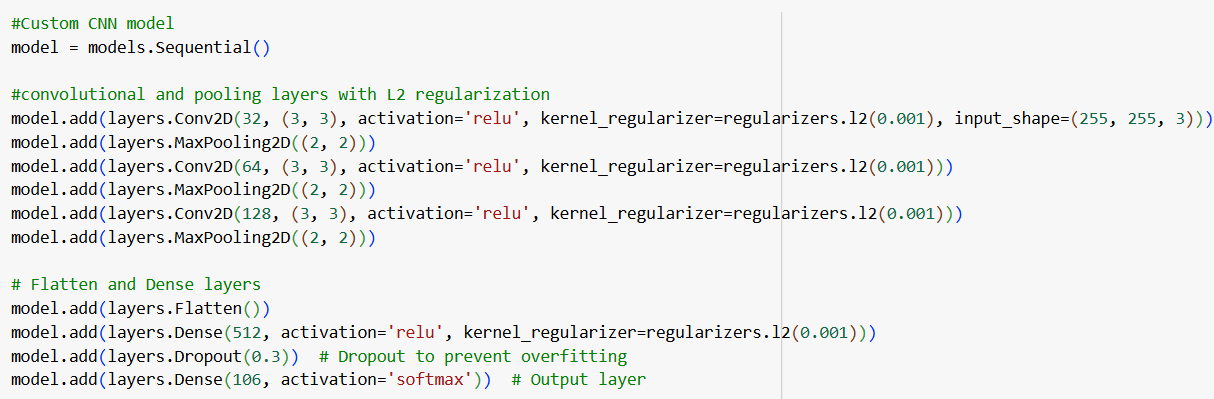 #Custom CNN model
model = models.Sequential()
#convolutional and pooling layers with L2 regularization
model.add(layers.Conv2D(32, (3, 3), activation='relu', kernel_regularizer=regularizers.l2(0.001), input_shape=(255, 255, 3)))
model.add(layers.MaxPooling2D((2, 2)))
model.add(layers.Conv2D(64, (3, 3), activation='relu', kernel_regularizer=regularizers.l2(0.001)))
model.add(layers.MaxPooling2D((2, 2)))
model.add(layers.Conv2D(128, (3, 3), activation='relu', kernel_regularizer=regularizers.l2(0.001)))
model.add(layers.MaxPooling2D((2, 2)))
# Flatten and Dense layers
model.add(layers.Flatten())
model.add(layers.Dense(512, activation='relu', kernel_regularizer=regularizers.l2(0.001)))
model.add(layers.Dropout(0.3))  # Dropout to prevent overfitting
model.add(layers.Dense(106, activation='softmax'))  # Output layer